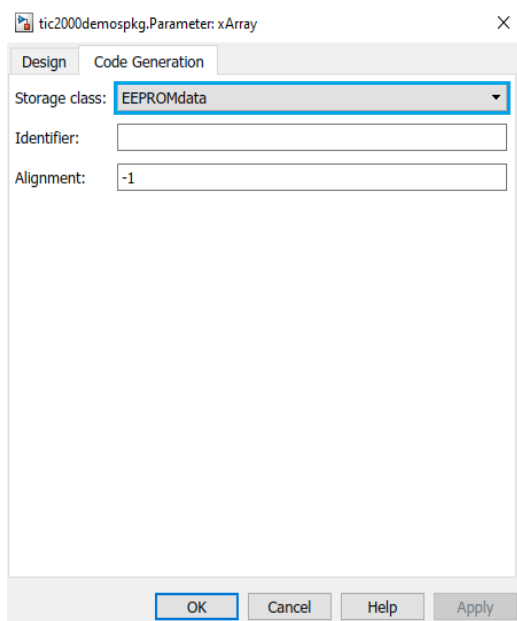 tic2000demospkg.Parameter: xArray
Design Code Generation
Storage class: EEPROMdata
Identifier:
Alignment: -1
OK Cancel Help Apply